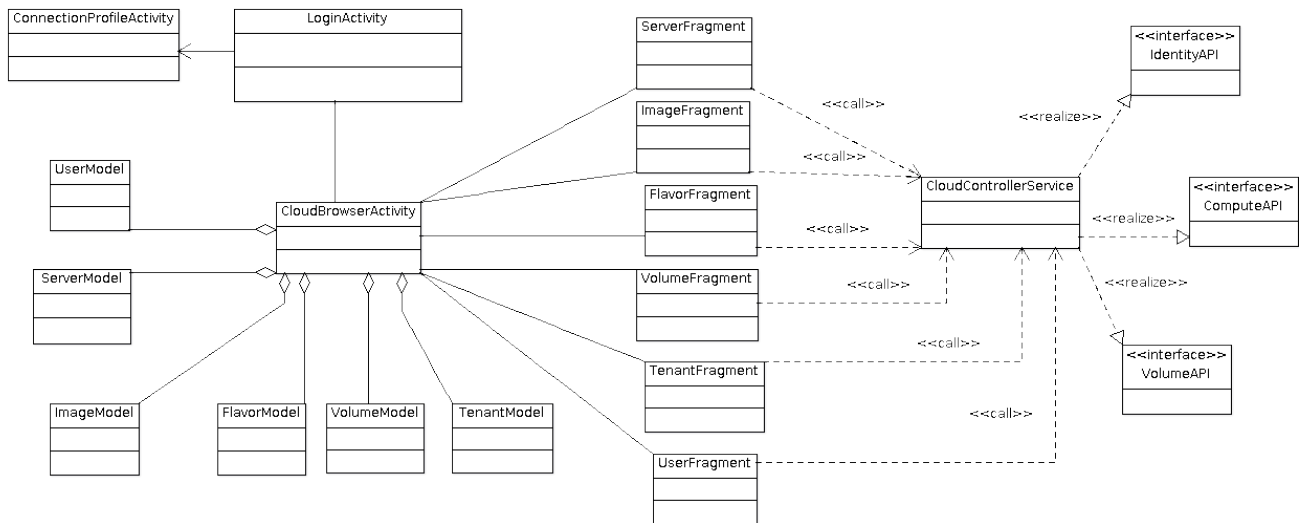 ConnectionProfileActivity
LoginActivity
ServerFragment
<<interface>>
IdentityAPI
<<call>>
ImageFragment
<<realize>>
<<call>>
UserModel
CloudControllerService
<<interface>>
ComputeAPI
FlavorFragment
CloudBrowserActivity
<<realize>>
<<call>>
ServerModel
VolumeFragment
<<call>>
<<realize>>
<<call>>
<<interface>>
VolumeAPI
TenantFragment
ImageModel
FlavorModel
VolumeModel
TenantModel
<<call>>
UserFragment